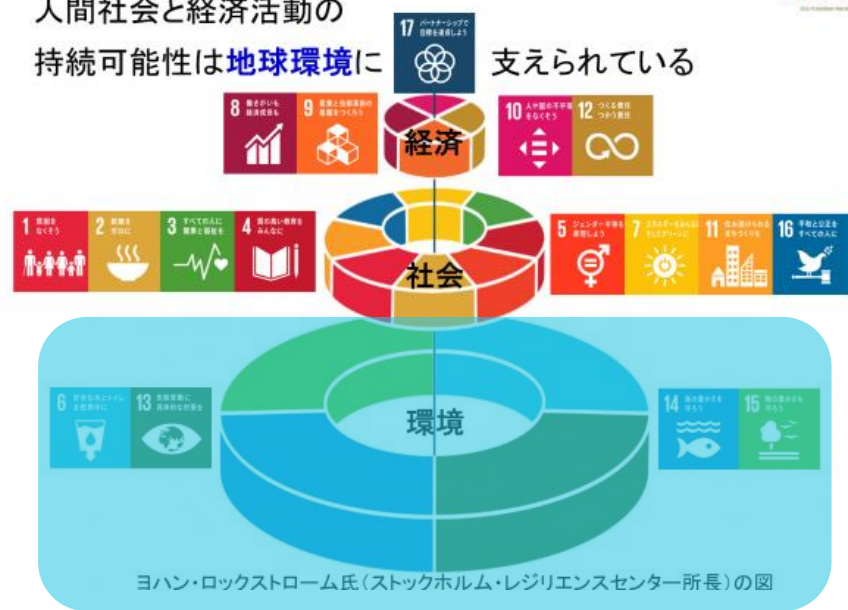 人間社会と経済活動の
持続可能性は地球環境に 支えられている
17 パートナーシップで
目標を達成しよう
8 働きがいも
経済成長も
9 産業と技術革新の
基盤をつくろう
経済
10 人や国の不平等
をなくそう
12 つくる責任
つかう責任
1 貧困を
なくそう
2 飢餓を
ゼロに
3 すべての人に
健康と福祉を
4 質の高い教育を
みんなに
社会
5 ジェンダー平等を
実現しよう
7 エネルギーをみんなに
そしてクリーンに
11 住み続けられる
まちづくりを
16 平和と公正を
すべての人に
6 安全な水とトイレ
を世界中に
13 気候変動に
具体的な対策を
環境
14 海の豊かさを
守ろう
15 陸の豊かさも
守ろう
ヨハン・ロックストローム氏(ストックホルム・レジリエンスセンター所長)の図